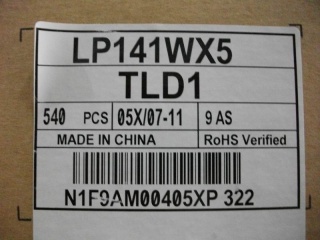 LP141WX5
TLD1
540 PCS 05X/07-11 9 AS
MADE IN CHINA RoHS Verified
N1F9AM00405XP 322